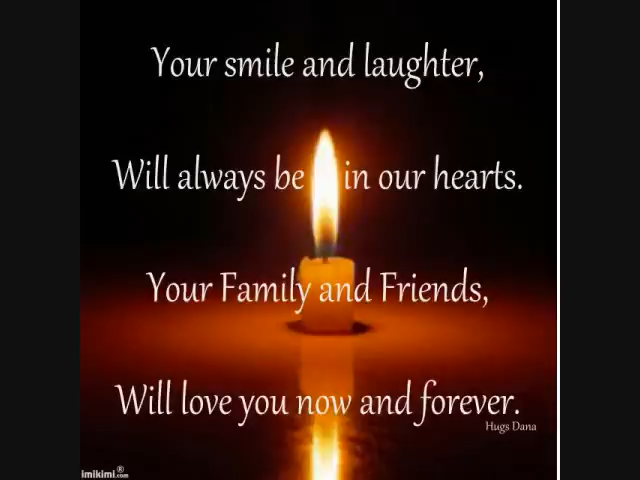 Your smile and laughter,
Will always be in our hearts.
Your Family and Friends,
Will love you now and forever.
Hugs Dana
imikimi.com®